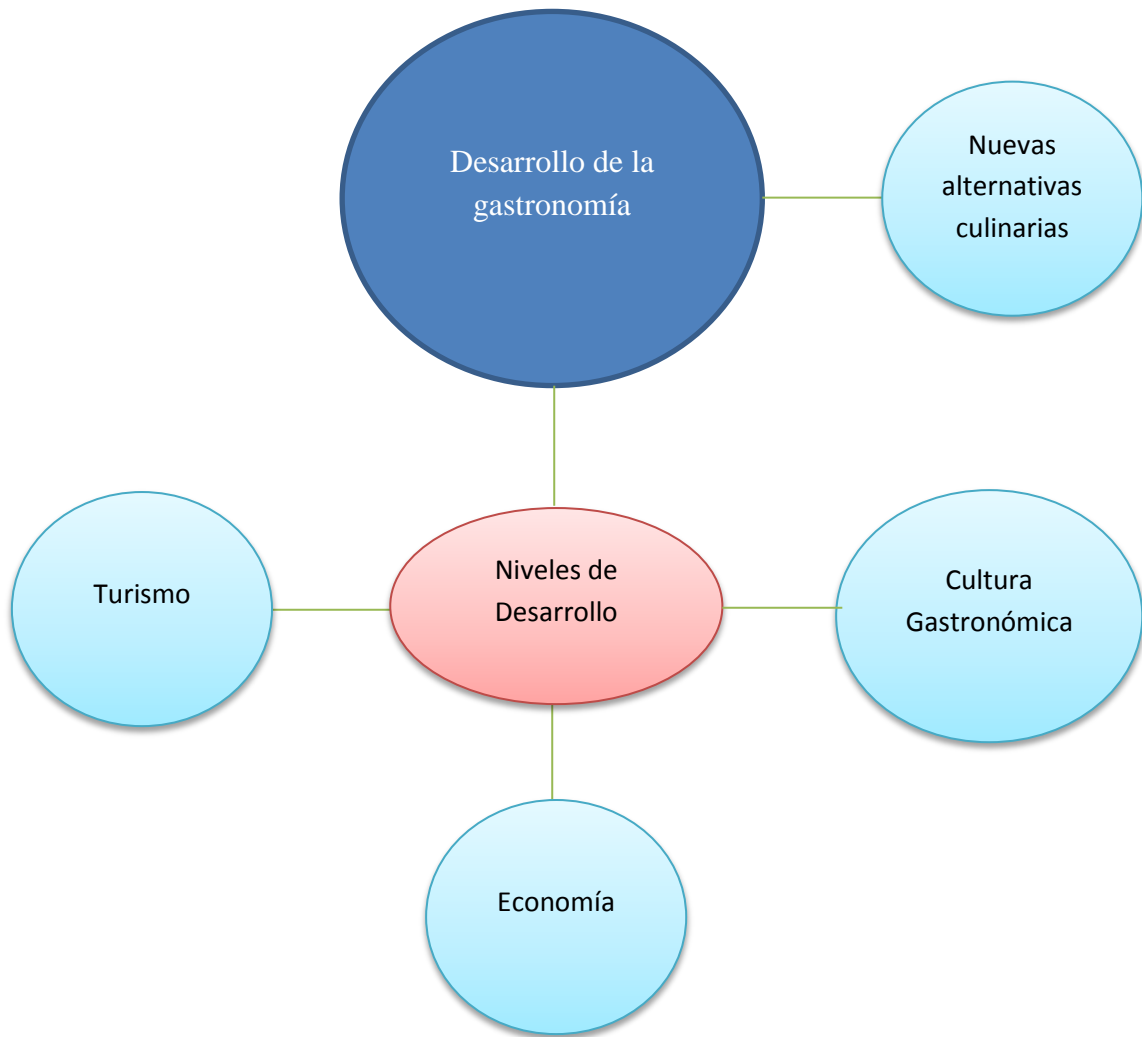 Desarrollo de la
gastronomía
Nuevas
alternativas
culinarias
Turismo
Niveles de
Desarrollo
Cultura
Gastronómica
Economía